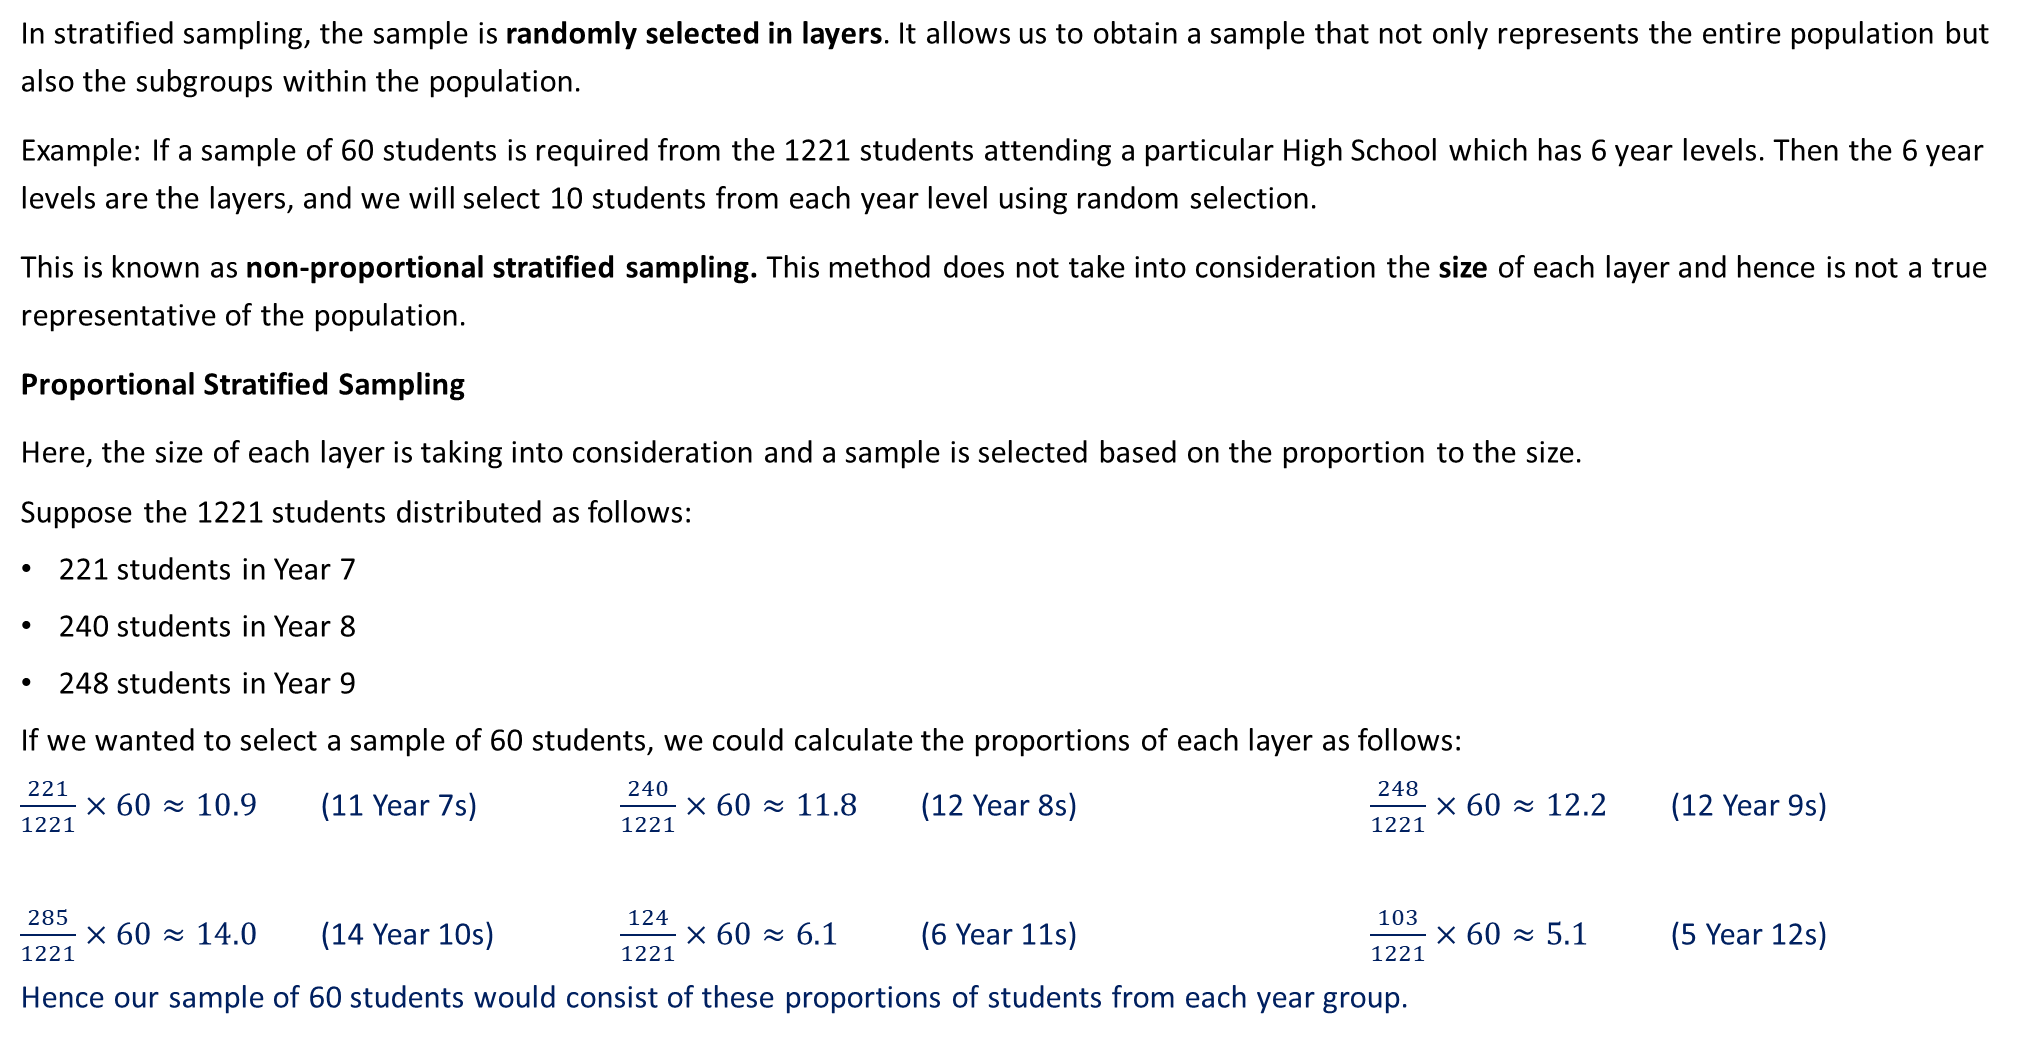 In stratified sampling, the sample is randomly selected in layers. It allows us to obtain a sample that not only represents the entire population but
also the subgroups within the population.
Example: If a sample of 60 students is required from the 1221 students attending a particular High School which has 6 year levels. Then the 6 year
levels are the layers, and we will select 10 students from each year level using random selection.
This is known as non-proportional stratified sampling. This method does not take into consideration the size of each layer and hence is not a true
representative of the population.
Proportional Stratified Sampling
Here, the size of each layer is taking into consideration and a sample is selected based on the proportion to the size.
Suppose the 1221 students distributed as follows:
• 221 students in Year 7
• 240 students in Year 8
• 248 students in Year 9
If we wanted to select a sample of 60 students, we could calculate the proportions of each layer as follows:
221/1221 × 60 ≈ 10.9 (11 Year 7s) 240/1221 × 60 ≈ 11.8 (12 Year 8s) 248/1221 × 60 ≈ 12.2 (12 Year 9s)
285/1221 × 60 ≈ 14.0 (14 Year 10s) 124/1221 × 60 ≈ 6.1 (6 Year 11s) 103/1221 × 60 ≈ 5.1 (5 Year 12s)
Hence our sample of 60 students would consist of these proportions of students from each year group.